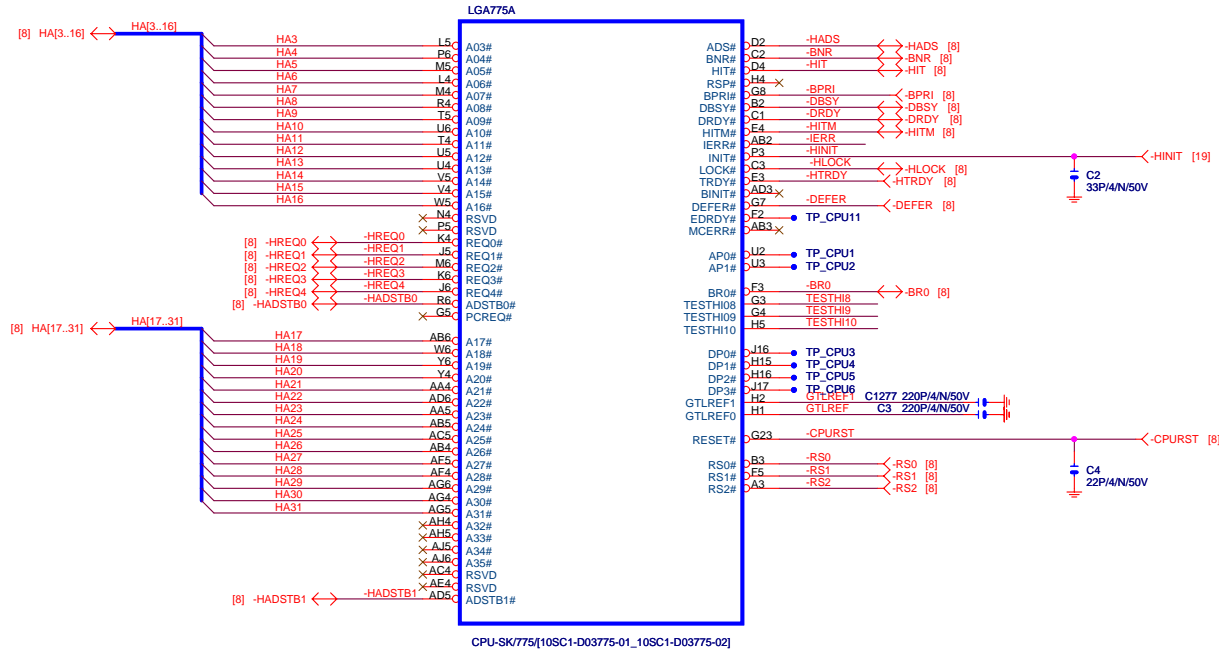 LGA775A
[8] HA[3..16] HA[3..16]
HA3 L5 A03# ADS# D2 -HADS -HADS [8]
HA4 P6 A04# BNR# C2 -BNR -BNR [8]
HA5 M5 A05# HIT# D4 -HIT -HIT [8]
HA6 L4 A06# RSP# H4
HA7 M4 A07# BPRI# G8 -BPRI -BPRI [8]
HA8 R4 A08# DBSY# B2 -DBSY -DBSY [8]
HA9 T5 A09# DRDY# C1 -DRDY -DRDY [8]
HA10 U6 A10# HITM# E4 -HITM -HITM [8]
HA11 T4 A11# IERR# AB2 -IERR
HA12 U5 A12# INIT# P3 -HINIT -HINIT [19]
HA13 U4 A13# LOCK# C3 -HLOCK -HLOCK [8]
HA14 V5 A14# TRDY# E3 -HTRDY -HTRDY [8]
C2
33P/4/N/50V
HA15 V4 A15# BINIT# AD3
HA16 W5 A16# DEFER# G7 -DEFER -DEFER [8]
N4 RSVD EDRDY# F2 TP_CPU11
P5 RSVD MCERR# AB3
[8] -HREQ0 -HREQ0 K4 REQ0#
[8] -HREQ1 -HREQ1 J5 REQ1# AP0# U2 TP_CPU1
[8] -HREQ2 -HREQ2 M6 REQ2# AP1# U3 TP_CPU2
[8] -HREQ3 -HREQ3 K6 REQ3#
[8] -HREQ4 -HREQ4 J6 REQ4# BR0# F3 -BR0 -BR0 [8]
[8] -HADSTB0 -HADSTB0 R6 ADSTB0# TESTHI08 G3 TESTHI8
G5 PCREQ# TESTHI09 G4 TESTHI9
[8] HA[17..31] HA[17..31] TESTHI10 H5 TESTHI10
HA17 AB6 A17#
HA18 W6 A18# DP0# J16 TP_CPU3
HA19 Y6 A19# DP1# H15 TP_CPU4
HA20 Y4 A20# DP2# H16 TP_CPU5
HA21 AA4 A21# DP3# J17 TP_CPU6
HA22 AD6 A22# GTLREF1 H2 GTLREF1 C1277 220P/4/N/50V
HA23 AA5 A23# GTLREF0 H1 GTLREF C3 220P/4/N/50V
HA24 AB5 A24#
HA25 AC5 A25# RESET# G23 -CPURST -CPURST [8]
HA26 AB4 A26#
HA27 AF5 A27# RS0# B3 -RS0 -RS0 [8]
HA28 AF4 A28# RS1# F5 -RS1 -RS1 [8]
HA29 AG6 A29# RS2# A3 -RS2 -RS2 [8]
C4
22P/4/N/50V
HA30 AG4 A30#
HA31 AG5 A31#
AH4 A32#
AH5 A33#
AJ5 A34#
AJ6 A35#
AC4 RSVD
AE4 RSVD
[8] -HADSTB1 -HADSTB1 AD5 ADSTB1#
CPU-SK/775/[10SC1-D03775-01_10SC1-D03775-02]